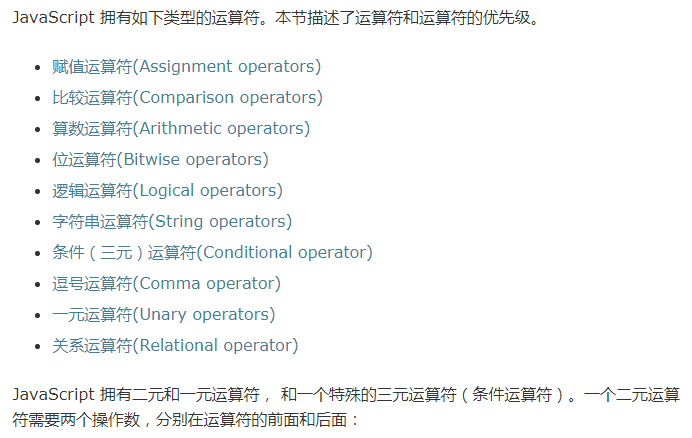 JavaScript 拥有如下类型的运算符。本节描述了运算符和运算符的优先级。
赋值运算符(Assignment operators)
比较运算符(Comparison operators)
算数运算符(Arithmetic operators)
位运算符(Bitwise operators)
逻辑运算符(Logical operators)
字符串运算符(String operators)
条件（三元）运算符(Conditional operator)
逗号运算符(Comma operator)
一元运算符(Unary operators)
关系运算符(Relational operator)
JavaScript 拥有二元和一元运算符， 和一个特殊的三元运算符（条件运算符）。一个二元运算
符需要两个操作数，分别在运算符的前面和后面：